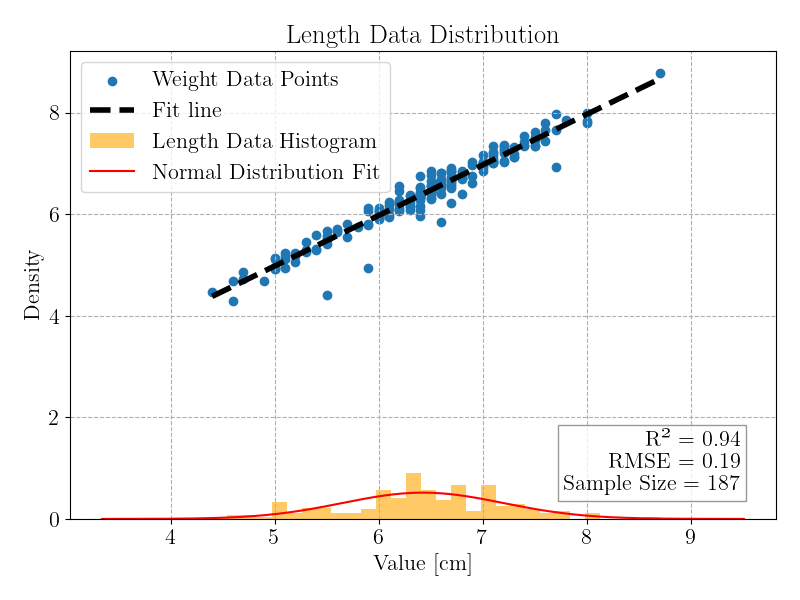 Length Data Distribution
Weight Data Points
Fit line
Length Data Histogram
Normal Distribution Fit
8
6
4
2
0
Density
R² = 0.94
RMSE = 0.19
Sample Size = 187
4 5 6 7 8 9
Value [cm]